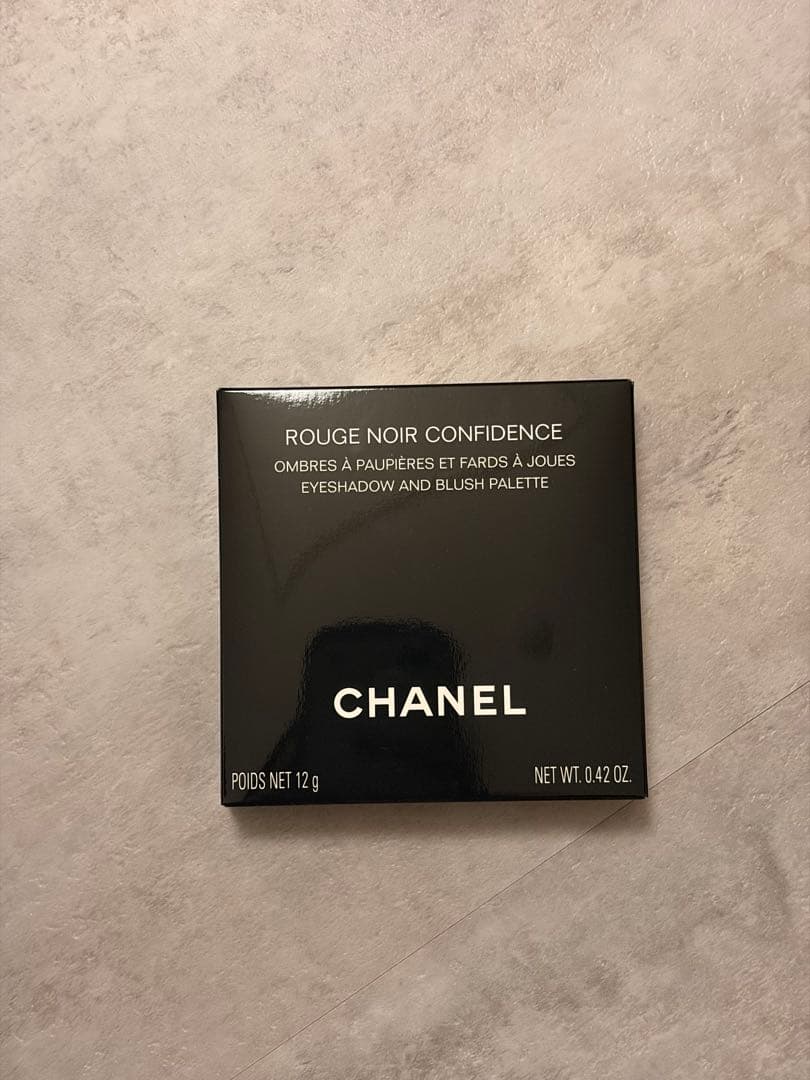 ROUGE NOIR CONFIDENCE
OMBRES À PAUPIÈRES ET FARDS À JOUES
EYESHADOW AND BLUSH PALETTE
CHANEL
POIDS NET 12 g
NET WT. 0.42 OZ.